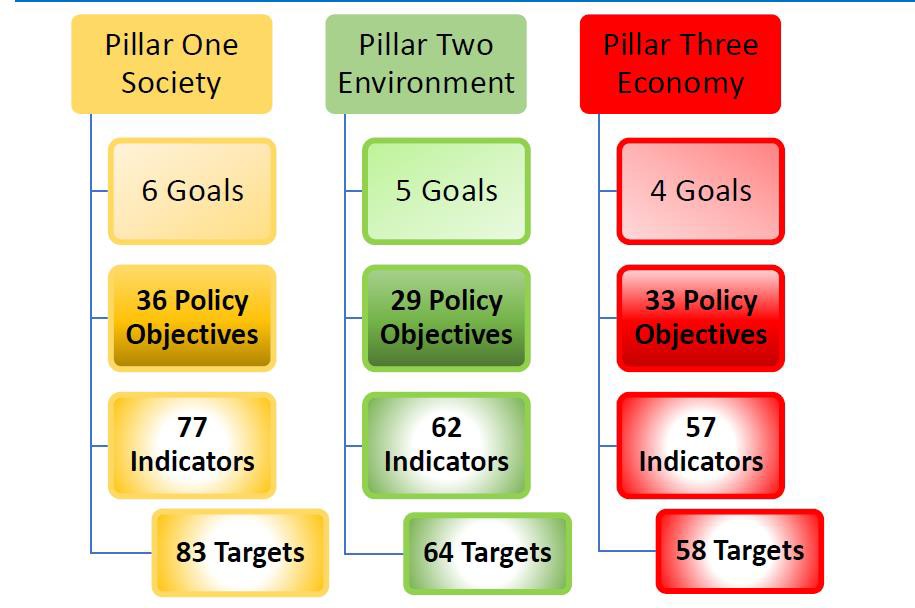 Pillar One
Society
6 Goals
36 Policy
Objectives
77
Indicators
83 Targets
Pillar Two
Environment
5 Goals
29 Policy
Objectives
62
Indicators
64 Targets
Pillar Three
Economy
4 Goals
33 Policy
Objectives
57
Indicators
58 Targets